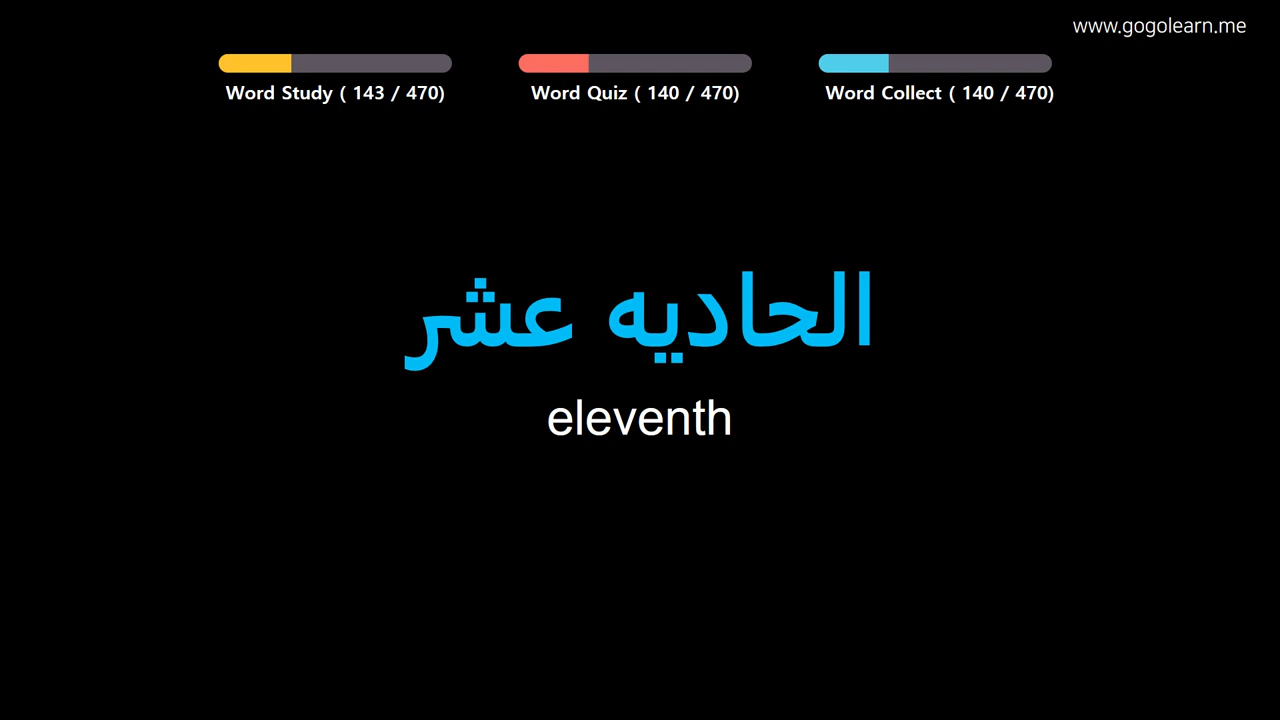 www.gogolearn.me
Word Study ( 143 / 470)
Word Quiz ( 140 / 470)
Word Collect ( 140 / 470)
الحاديه عشر
eleventh